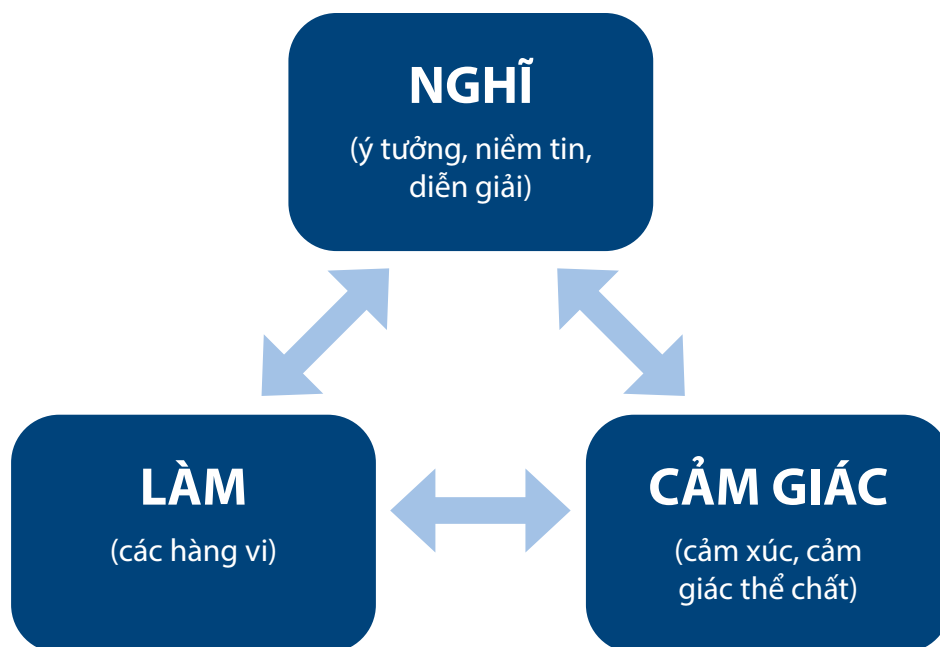 NGHĨ
(ý tưởng, niềm tin,
diễn giải)
LÀM
(các hàng vi)
CẢM GIÁC
(cảm xúc, cảm
giác thể chất)